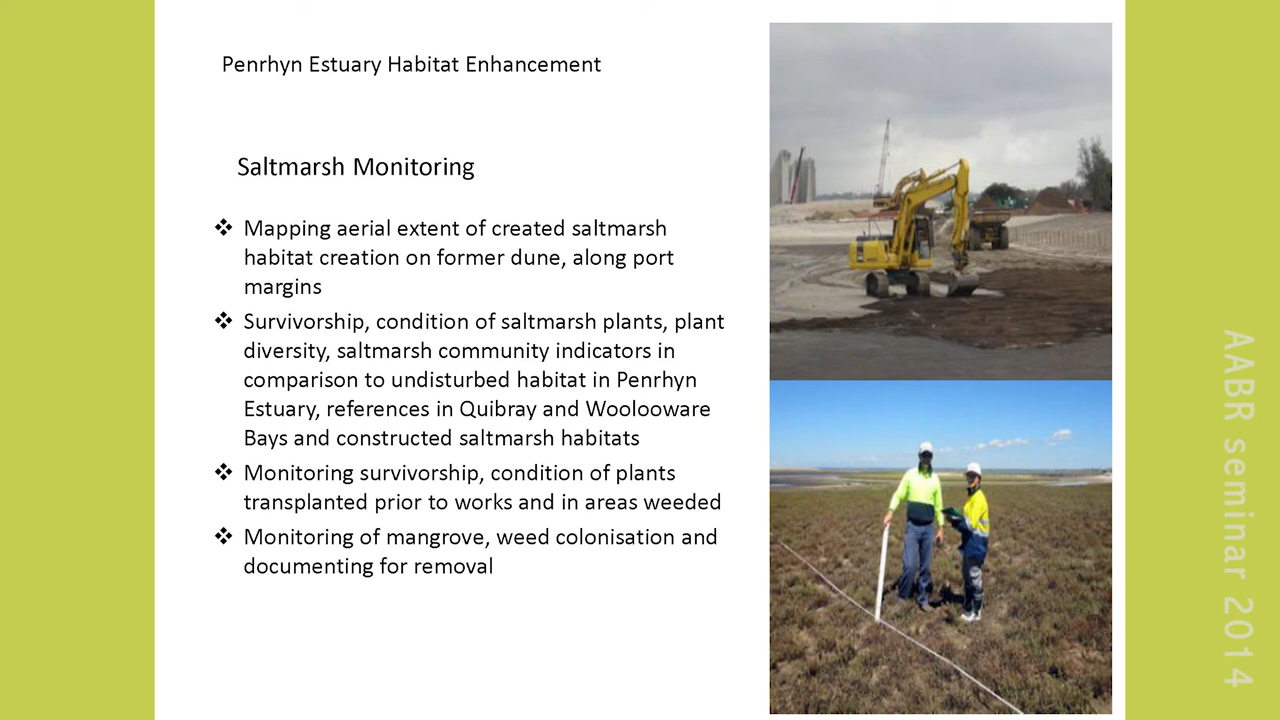 Penrhyn Estuary Habitat Enhancement
Saltmarsh Monitoring
❖ Mapping aerial extent of created saltmarsh
habitat creation on former dune, along port
margins
❖ Survivorship, condition of saltmarsh plants, plant
diversity, saltmarsh community indicators in
comparison to undisturbed habitat in Penrhyn
Estuary, references in Quibray and Woolooware
Bays and constructed saltmarsh habitats
❖ Monitoring survivorship, condition of plants
transplanted prior to works and in areas weeded
❖ Monitoring of mangrove, weed colonisation and
documenting for removal
AABR seminar 2014